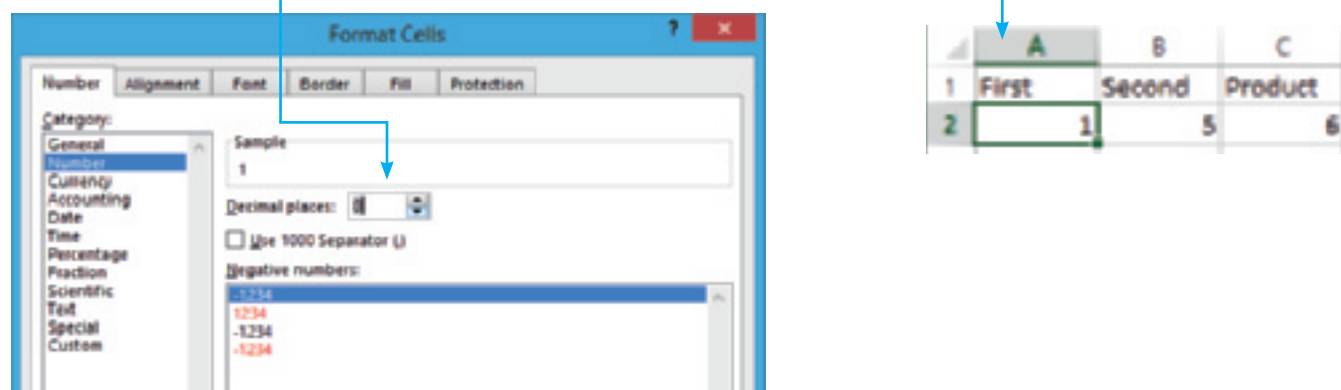 Format Cells ?
Number Alignment Font Border Fill Protection
Category:
General
Number
Currency
Accounting
Date
Time
Percentage
Fraction
Scientific
Text
Special
Custom
Sample
1
Decimal places: 0
Use 1000 Separator (,)
Negative numbers:
-1234
1234
-1234
-1234
A B C
1 First Second Product
2 1 5 6